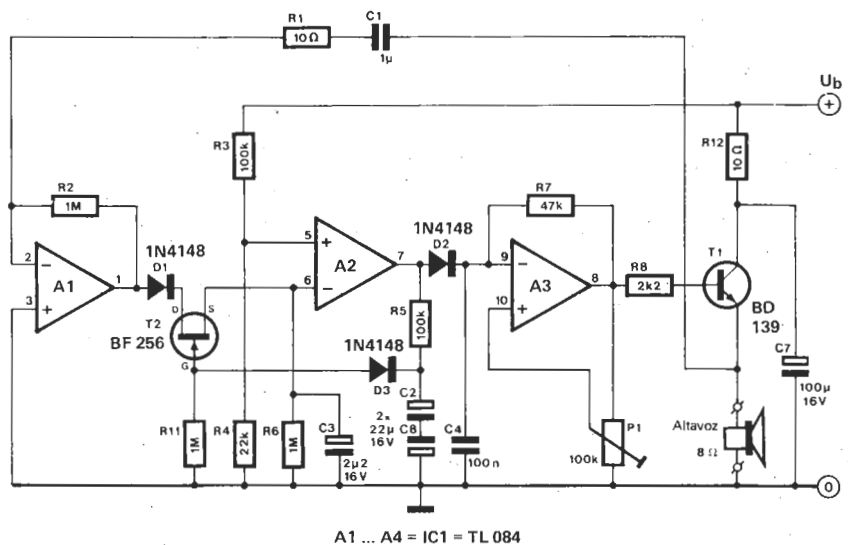 R1
10Ω
C1
1µ
Ub
+
R3
100k
R12
10Ω
R2
1M
R7
47k
1N4148
D1
1N4148
D2
2
−
A1
1
3
+
5
+
A2
7
6
−
9
−
A3
8
10
+
R8
2k2
T1
BD
139
D
S
T2
BF 256
G
R5
100k
1N4148
D3
C7
100µ
16V
R11
1M
R4
22k
R6
1M
C3
2µ2
16V
C2
2x
22µ
16V
C8
C4
100n
P1
100k
Altavoz
8Ω
0
A1 ... A4 = IC1 = TL 084